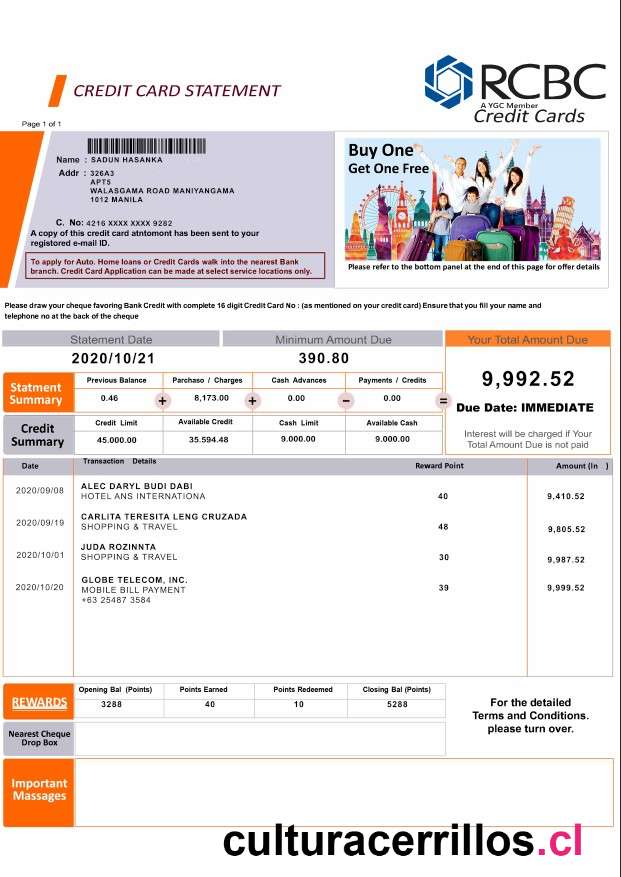 CREDIT CARD STATEMENT
RCBC
A YGC Member
Credit Cards
Page 1 of 1
Name : SADUN HASANKA
Addr : 326A3
APT5
WALASGAMA ROAD MANIYANGAMA
1012 MANILA
C. No: 4216 XXXX XXXX 9282
A copy of this credit card atntomont has been sent to your
registered e-mail ID.
To apply for Auto. Home loans or Credit Cards walk into the nearest Bank
branch. Credit Card Application can be made at select service locations only.
Buy One
Get One Free
Please refer to the bottom panel at the end of this page for offer details
Please draw your cheque favoring Bank Credit with complete 16 digit Credit Card No : (as mentioned on your credit card) Ensure that you fill your name and
telephone no at the back of the cheque
Statement Date Minimum Amount Due Your Total Amount Due
2020/10/21 390.80
9,992.52
Due Date: IMMEDIATE
Interest will be charged if Your
Total Amount Due is not paid
Statment
Summary
Previous Balance Parchaso / Charges Cash Advances Payments / Credits
0.46 + 8,173.00 + 0.00 − 0.00 =
Credit
Summary
Credit Limit Available Credit Cash Limit Available Cash
45.000.00 35.594.48 9.000.00 9.000.00
Date Transaction Details Reward Point Amount (In )
2020/09/08 ALEC DARYL BUDI DABI
HOTEL ANS INTERNATIONA 40 9,410.52
2020/09/19 CARLITA TERESITA LENG CRUZADA
SHOPPING & TRAVEL 48 9,805.52
2020/10/01 JUDA ROZINNTA
SHOPPING & TRAVEL 30 9,987.52
2020/10/20 GLOBE TELECOM, INC.
MOBILE BILL PAYMENT 39 9,999.52
+63 25487 3584
REWARDS
Opening Bal (Points) Points Earned Points Redeemed Closing Bal (Points)
3288 40 10 5288
For the detailed
Terms and Conditions.
please turn over.
Nearest Cheque
Drop Box
Important
Massages
culturacerrillos.cl